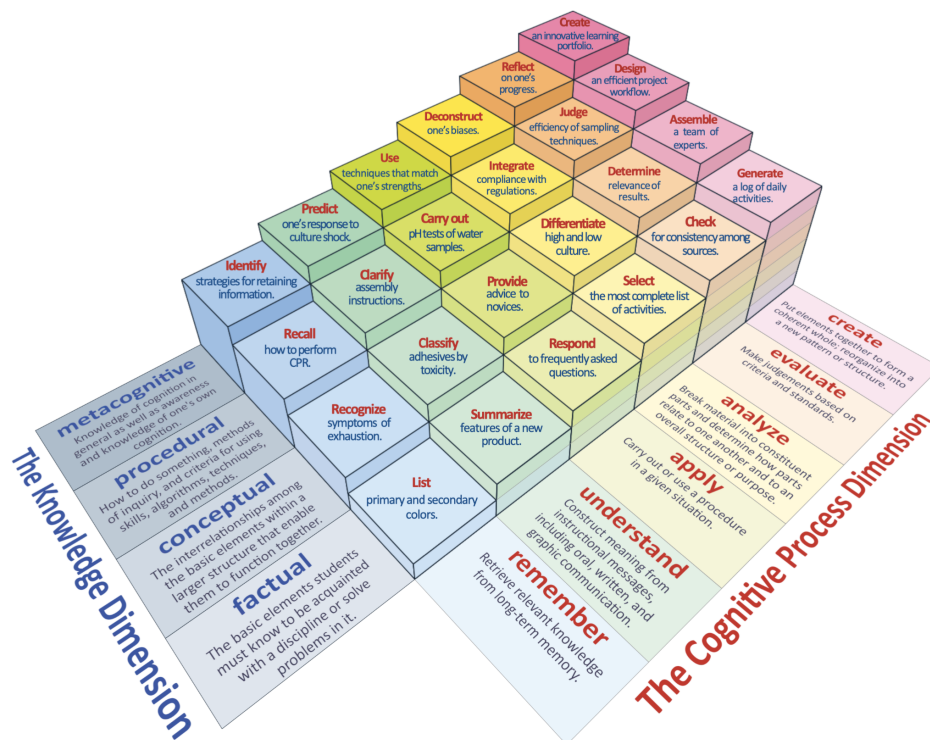 Create
an innovative learning
portfolio.
Reflect
on one's
progress.
Design
an efficient project
workflow.
Deconstruct
one's biases.
Judge
efficiency of sampling
techniques.
Assemble
a team of
experts.
Use
techniques that match
one's strengths.
Integrate
compliance with
regulations.
Determine
relevance of
results.
Generate
a log of daily
activities.
Predict
one's response to
culture shock.
Carry out
pH tests of water
samples.
Differentiate
high and low
culture.
Check
for consistency among
sources.
Identify
strategies for retaining
information.
Clarify
assembly
instructions.
Provide
advice to
novices.
Select
the most complete list
of activities.
Recall
how to perform
CPR.
Classify
adhesives by
toxicity.
Respond
to frequently asked
questions.
Recognize
symptoms of
exhaustion.
Summarize
features of a new
product.
List
primary and secondary
colors.
The Knowledge Dimension
metacognitive
Knowledge of cognition in
general as well as awareness
and knowledge of one's own
cognition.
procedural
How to do something, methods
of inquiry, and criteria for using
skills, algorithms, techniques,
and methods.
conceptual
The interrelationships among
the basic elements within a
larger structure that enable
them to function together.
factual
The basic elements students
must know to be acquainted
with a discipline or solve
problems in it.
The Cognitive Process Dimension
create
Put elements together to form a
coherent whole; reorganize into
a new pattern or structure.
evaluate
Make judgements based on
criteria and standards.
analyze
Break material into constituent
parts and determine how parts
relate to one another and to an
overall structure or purpose.
apply
Carry out or use a procedure
in a given situation.
understand
Construct meaning from
instructional messages,
including oral, written, and
graphic communication.
remember
Retrieve relevant knowledge
from long-term memory.